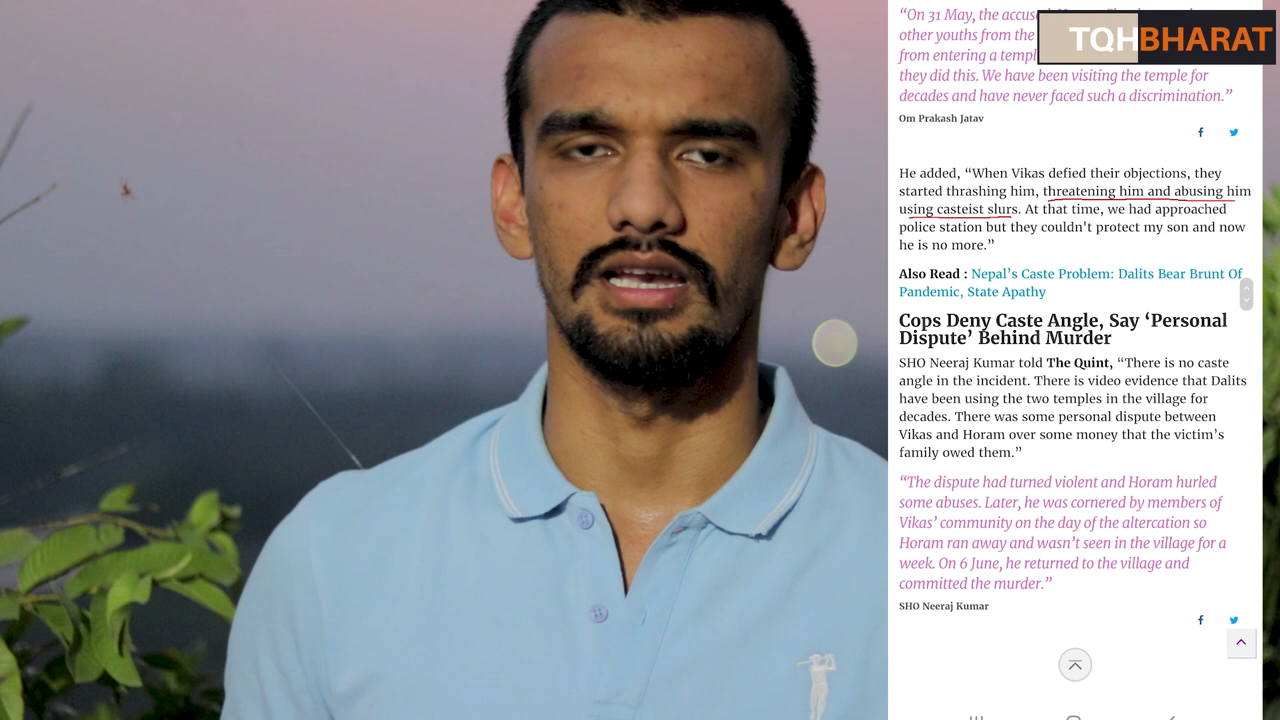 “On 31 May, the accused
TQHBHARAT
other youths from the
from entering a templ
they did this. We have been visiting the temple for
decades and have never faced such a discrimination.”
Om Prakash Jatav
He added, “When Vikas defied their objections, they
started thrashing him, threatening him and abusing him
using casteist slurs. At that time, we had approached
police station but they couldn't protect my son and now
he is no more.”
Also Read : Nepal’s Caste Problem: Dalits Bear Brunt Of
Pandemic, State Apathy
Cops Deny Caste Angle, Say ‘Personal
Dispute’ Behind Murder
SHO Neeraj Kumar told The Quint, “There is no caste
angle in the incident. There is video evidence that Dalits
have been using the two temples in the village for
decades. There was some personal dispute between
Vikas and Horam over some money that the victim’s
family owed them.”
“The dispute had turned violent and Horam hurled
some abuses. Later, he was cornered by members of
Vikas’ community on the day of the altercation so
Horam ran away and wasn’t seen in the village for a
week. On 6 June, he returned to the village and
committed the murder.”
SHO Neeraj Kumar